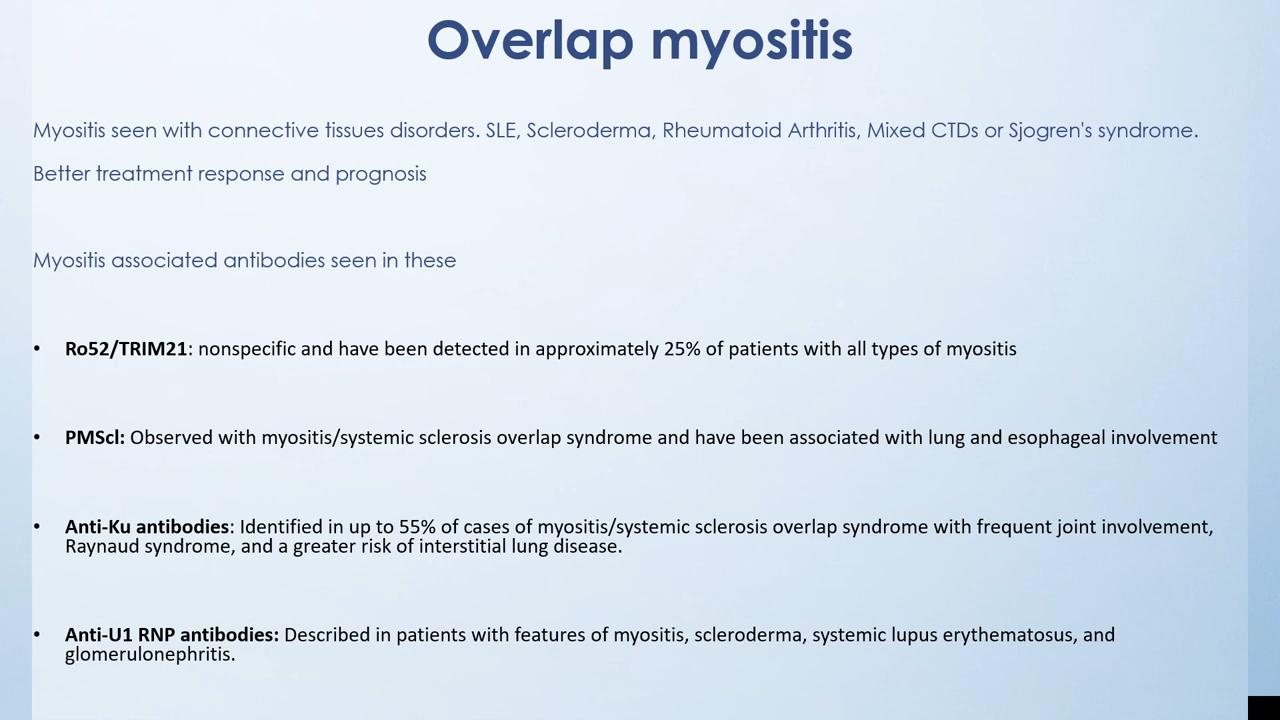 Overlap myositis
Myositis seen with connective tissues disorders. SLE, Scleroderma, Rheumatoid Arthritis, Mixed CTDs or Sjogren's syndrome.
Better treatment response and prognosis
Myositis associated antibodies seen in these
• Ro52/TRIM21: nonspecific and have been detected in approximately 25% of patients with all types of myositis
• PMScl: Observed with myositis/systemic sclerosis overlap syndrome and have been associated with lung and esophageal involvement
• Anti-Ku antibodies: Identified in up to 55% of cases of myositis/systemic sclerosis overlap syndrome with frequent joint involvement,
Raynaud syndrome, and a greater risk of interstitial lung disease.
• Anti-U1 RNP antibodies: Described in patients with features of myositis, scleroderma, systemic lupus erythematosus, and
glomerulonephritis.